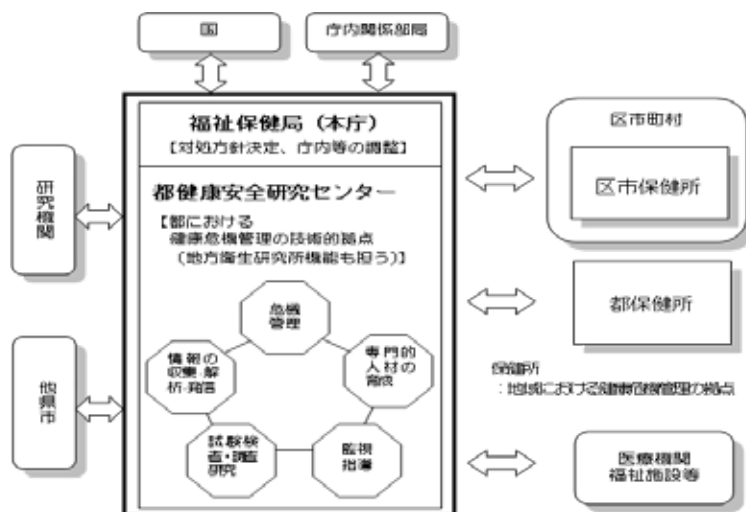 国
庁内関係部局
福祉保健局（本庁）
【対処方針決定、庁内等の調整】
都健康安全研究センター
【都における
健康危機管理の技術的拠点
（地方衛生研究所機能も担う）】
危機
管理
情報の
収集・解
析・発信
専門的
人材の
育成
試験検
査・調査
研究
監視
指導
研究機関
他県市
区市町村
区市保健所
都保健所
保健所
：地域における健康危機管理の拠点
医療機関
福祉施設等